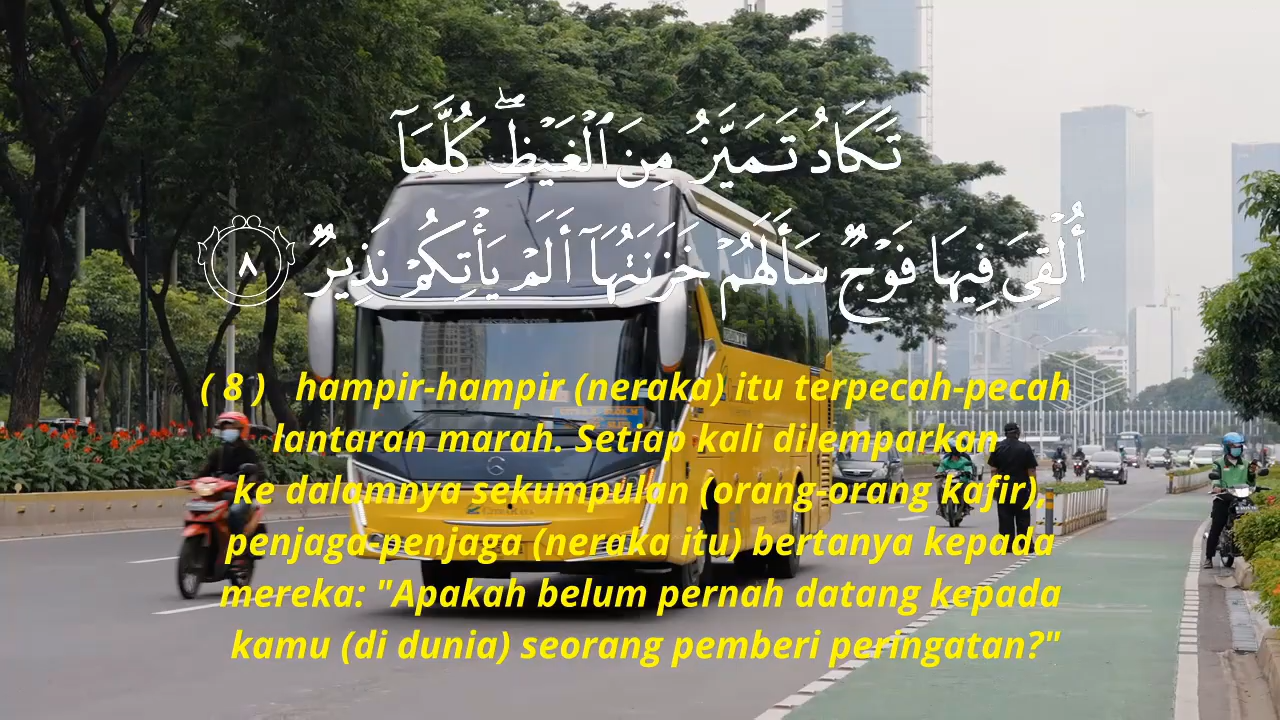 تَكَادُ تَمَيَّزُ مِنَ ٱلْغَيْظِۖ كُلَّمَآ
أُلْقِىَ فِيهَا فَوْجٌ سَأَلَهُمْ خَزَنَتُهَآ أَلَمْ يَأْتِكُمْ نَذِيرٌ ٨
( 8 ) hampir-hampir (neraka) itu terpecah-pecah
lantaran marah. Setiap kali dilemparkan
ke dalamnya sekumpulan (orang-orang kafir),
penjaga-penjaga (neraka itu) bertanya kepada
mereka: "Apakah belum pernah datang kepada
kamu (di dunia) seorang pemberi peringatan?"